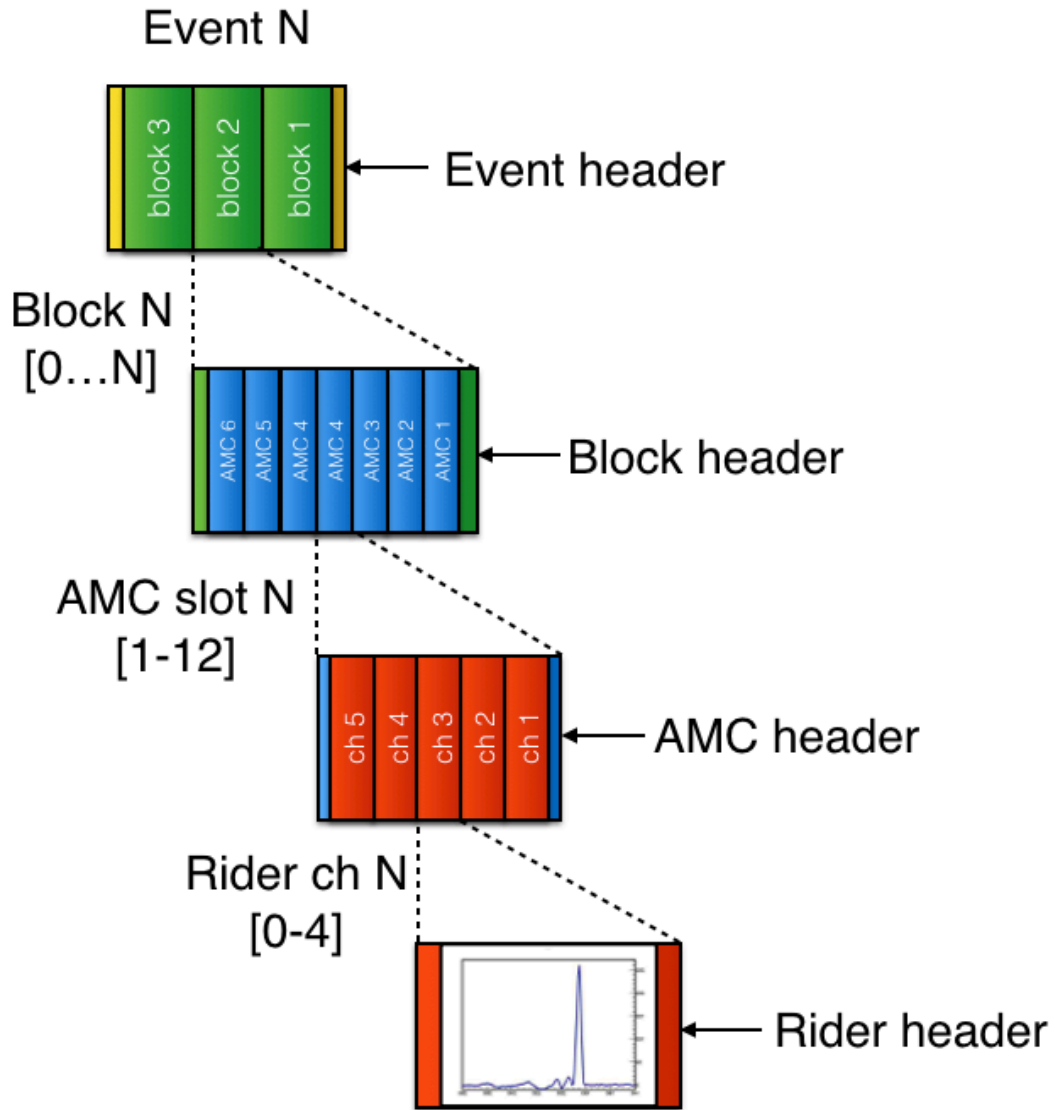 Event N
block 3
block 2
block 1
Event header
Block N
[0...N]
AMC 6
AMC 5
AMC 4
AMC 4
AMC 3
AMC 2
AMC 1
Block header
AMC slot N
[1-12]
ch 5
ch 4
ch 3
ch 2
ch 1
AMC header
Rider ch N
[0-4]
Rider header